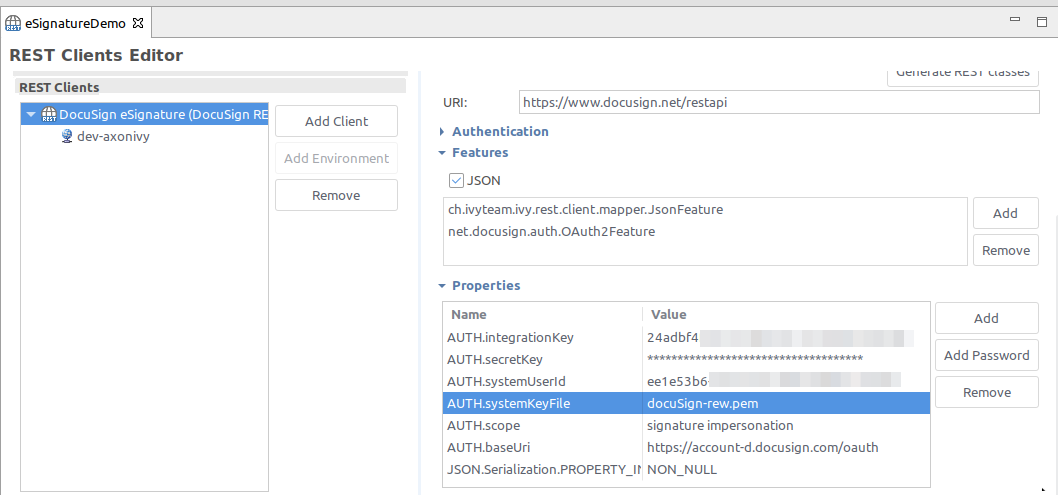 eSignatureDemo
REST Clients Editor
REST Clients
DocuSign eSignature (DocuSign RE
dev-axonivy
Add Client
Add Environment
Remove
Generate REST classes
URI:
https://www.docusign.net/restapi
Authentication
Features
JSON
ch.ivyteam.ivy.rest.client.mapper.JsonFeature
net.docusign.auth.OAuth2Feature
Add
Remove
Properties
Name Value
AUTH.integrationKey 24adbf4
AUTH.secretKey ************************************
AUTH.systemUserId ee1e53b6-
AUTH.systemKeyFile docuSign-rew.pem
AUTH.scope signature impersonation
AUTH.baseUri https://account-d.docusign.com/oauth
JSON.Serialization.PROPERTY_IN NON_NULL
Add
Add Password
Remove